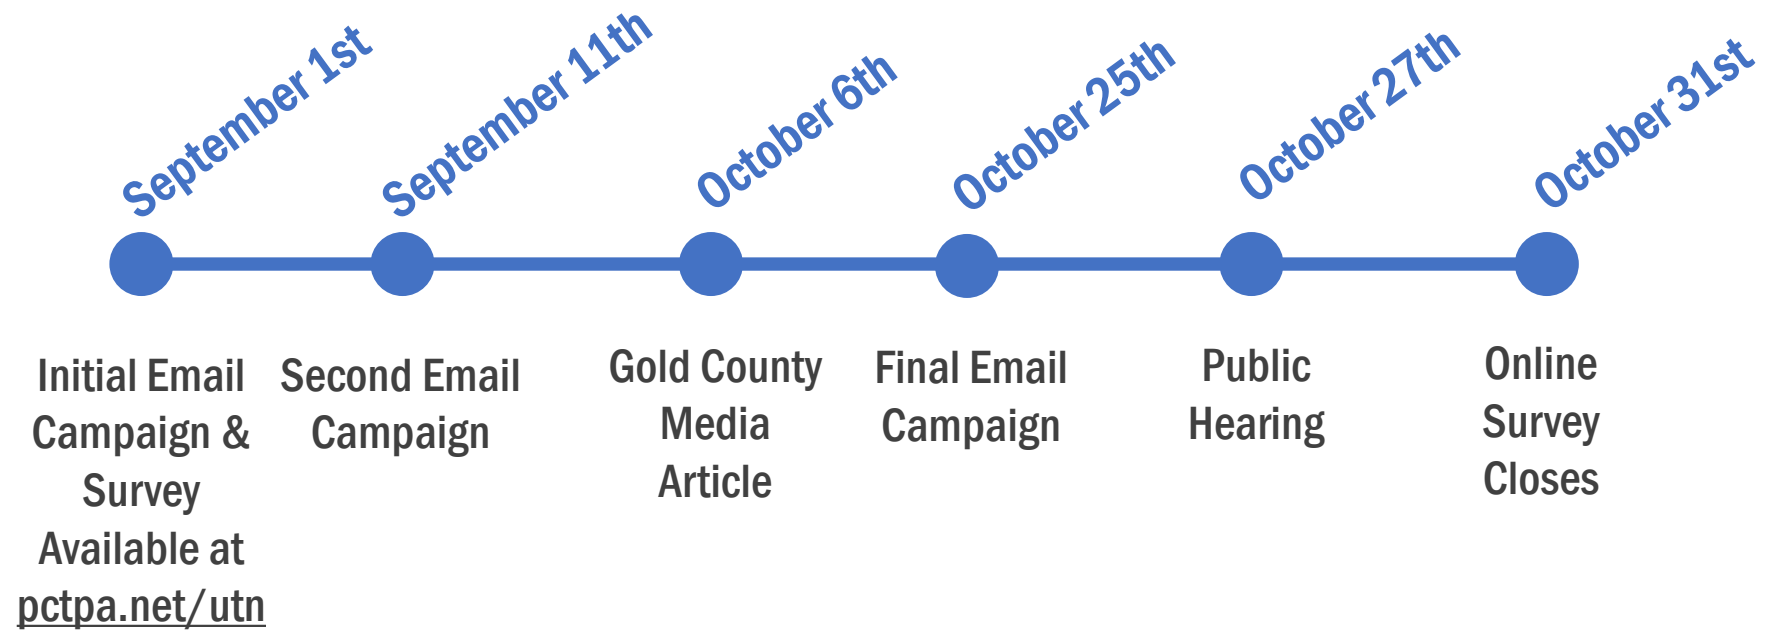 September 1st
September 11th
October 6th
October 25th
October 27th
October 31st
Initial Email
Campaign &
Survey
Available at
pctpa.net/utn
Second Email
Campaign
Gold County
Media
Article
Final Email
Campaign
Public
Hearing
Online
Survey
Closes